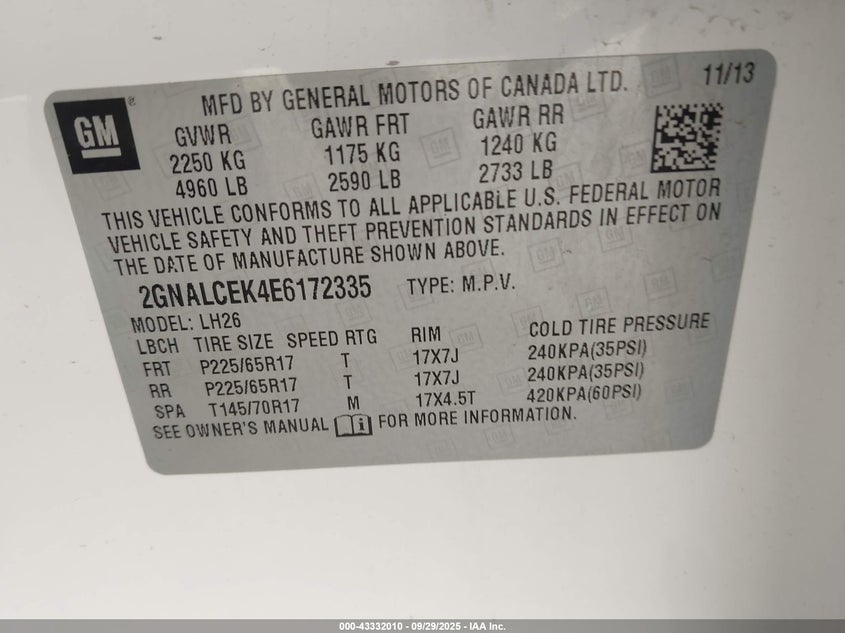 GM ®
MFD BY GENERAL MOTORS OF CANADA LTD. 11/13
GVWR GAWR FRT GAWR RR
2250 KG 1175 KG 1240 KG
4960 LB 2590 LB 2733 LB
THIS VEHICLE CONFORMS TO ALL APPLICABLE U.S. FEDERAL MOTOR
VEHICLE SAFETY AND THEFT PREVENTION STANDARDS IN EFFECT ON
THE DATE OF MANUFACTURE SHOWN ABOVE.
2GNALCEK4E6172335 TYPE: M.P.V.
MODEL: LH26
LBCH TIRE SIZE SPEED RTG RIM COLD TIRE PRESSURE
FRT P225/65R17 T 17X7J 240KPA(35PSI)
RR P225/65R17 T 17X7J 240KPA(35PSI)
SPA T145/70R17 M 17X4.5T 420KPA(60PSI)
SEE OWNER'S MANUAL i FOR MORE INFORMATION.
000-43332010 - 09/29/2025 - IAA Inc.